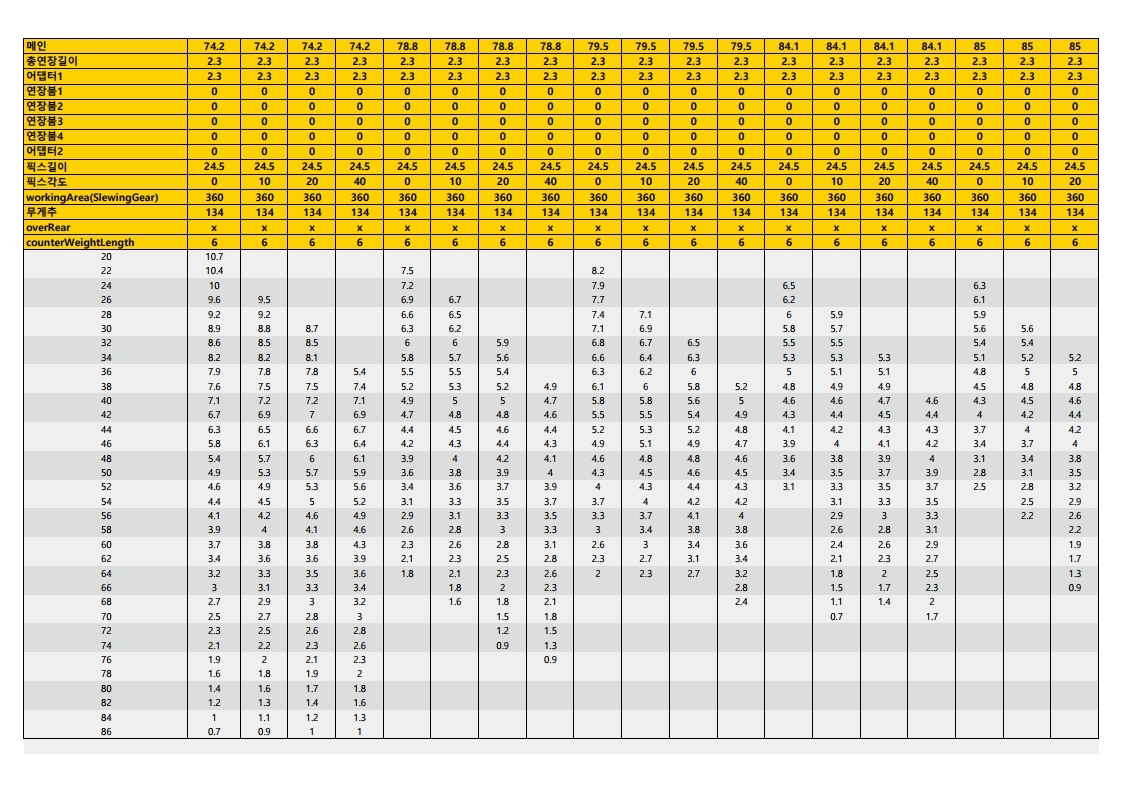 메인 74.2 74.2 74.2 74.2 78.8 78.8 78.8 78.8 79.5 79.5 79.5 79.5 84.1 84.1 84.1 84.1 85 85 85
총연장길이 2.3 2.3 2.3 2.3 2.3 2.3 2.3 2.3 2.3 2.3 2.3 2.3 2.3 2.3 2.3 2.3 2.3 2.3 2.3
어댑터1 2.3 2.3 2.3 2.3 2.3 2.3 2.3 2.3 2.3 2.3 2.3 2.3 2.3 2.3 2.3 2.3 2.3 2.3 2.3
연장붐1 0 0 0 0 0 0 0 0 0 0 0 0 0 0 0 0 0 0 0
연장붐2 0 0 0 0 0 0 0 0 0 0 0 0 0 0 0 0 0 0 0
연장붐3 0 0 0 0 0 0 0 0 0 0 0 0 0 0 0 0 0 0 0
연장붐4 0 0 0 0 0 0 0 0 0 0 0 0 0 0 0 0 0 0 0
어댑터2 0 0 0 0 0 0 0 0 0 0 0 0 0 0 0 0 0 0 0
픽스길이 24.5 24.5 24.5 24.5 24.5 24.5 24.5 24.5 24.5 24.5 24.5 24.5 24.5 24.5 24.5 24.5 24.5 24.5 24.5
픽스각도 0 10 20 40 0 10 20 40 0 10 20 40 0 10 20 40 0 10 20
workingArea(SlewingGear) 360 360 360 360 360 360 360 360 360 360 360 360 360 360 360 360 360 360 360
무게추 134 134 134 134 134 134 134 134 134 134 134 134 134 134 134 134 134 134 134
overRear x x x x x x x x x x x x x x x x x x x
counterWeightLength 6 6 6 6 6 6 6 6 6 6 6 6 6 6 6 6 6 6 6
20 10.7
22 10.4 7.5 8.2
24 10 7.2 7.9 6.5 6.3
26 9.6 9.5 6.9 6.7 7.7 6.2 6.1
28 9.2 9.2 6.6 6.5 7.4 7.1 6 5.9 5.9
30 8.9 8.8 8.7 6.3 6.2 7.1 6.9 5.8 5.7 5.6 5.6
32 8.6 8.5 8.5 6 6 5.9 6.8 6.7 6.5 5.5 5.5 5.4 5.4
34 8.2 8.2 8.1 5.8 5.7 5.6 6.6 6.4 6.3 5.3 5.3 5.3 5.1 5.2 5.2
36 7.9 7.8 7.8 5.4 5.5 5.5 5.4 6.3 6.2 6 5 5.1 5.1 4.8 5 5
38 7.6 7.5 7.5 7.4 5.2 5.3 5.2 4.9 6.1 6 5.8 5.2 4.8 4.9 4.9 4.5 4.8 4.8
40 7.1 7.2 7.2 7.1 4.9 5 5 4.7 5.8 5.8 5.6 5 4.6 4.6 4.7 4.6 4.3 4.5 4.6
42 6.7 6.9 7 6.9 4.7 4.8 4.8 4.6 5.5 5.5 5.4 4.9 4.3 4.4 4.5 4.4 4 4.2 4.4
44 6.3 6.5 6.6 6.7 4.4 4.5 4.6 4.4 5.2 5.3 5.2 4.8 4.1 4.2 4.3 4.3 3.7 4 4.2
46 5.8 6.1 6.3 6.4 4.2 4.3 4.4 4.3 4.9 5.1 4.9 4.7 3.9 4 4.1 4.2 3.4 3.7 4
48 5.4 5.7 6 6.1 3.9 4 4.2 4.1 4.6 4.8 4.8 4.6 3.6 3.8 3.9 4 3.1 3.4 3.8
50 4.9 5.3 5.7 5.9 3.6 3.8 3.9 4 4.3 4.5 4.6 4.5 3.4 3.5 3.7 3.9 2.8 3.1 3.5
52 4.6 4.9 5.3 5.6 3.4 3.6 3.7 3.9 4 4.3 4.4 4.3 3.1 3.3 3.5 3.7 2.5 2.8 3.2
54 4.4 4.5 5 5.2 3.1 3.3 3.5 3.7 3.7 4 4.2 4.2 3.1 3.3 3.5 2.5 2.9
56 4.1 4.2 4.6 4.9 2.9 3.1 3.3 3.5 3.3 3.7 4.1 4 2.9 3 3.3 2.2 2.6
58 3.9 4 4.1 4.6 2.6 2.8 3 3.3 3 3.4 3.8 3.8 2.6 2.8 3.1 2.2
60 3.7 3.8 3.8 4.3 2.3 2.6 2.8 3.1 2.6 3 3.4 3.6 2.4 2.6 2.9 1.9
62 3.4 3.6 3.6 3.9 2.1 2.3 2.5 2.8 2.3 2.7 3.1 3.4 2.1 2.3 2.7 1.7
64 3.2 3.3 3.5 3.6 1.8 2.1 2.3 2.6 2 2.3 2.7 3.2 1.8 2 2.5 1.3
66 3 3.1 3.3 3.4 1.8 2 2.3 2.8 1.5 1.7 2.3 0.9
68 2.7 2.9 3 3.2 1.6 1.8 2.1 2.4 1.1 1.4 2
70 2.5 2.7 2.8 3 1.5 1.8 0.7 1.7
72 2.3 2.5 2.6 2.8 1.2 1.5
74 2.1 2.2 2.3 2.6 0.9 1.3
76 1.9 2 2.1 2.3 0.9
78 1.6 1.8 1.9 2
80 1.4 1.6 1.7 1.8
82 1.2 1.3 1.4 1.6
84 1 1.1 1.2 1.3
86 0.7 0.9 1 1